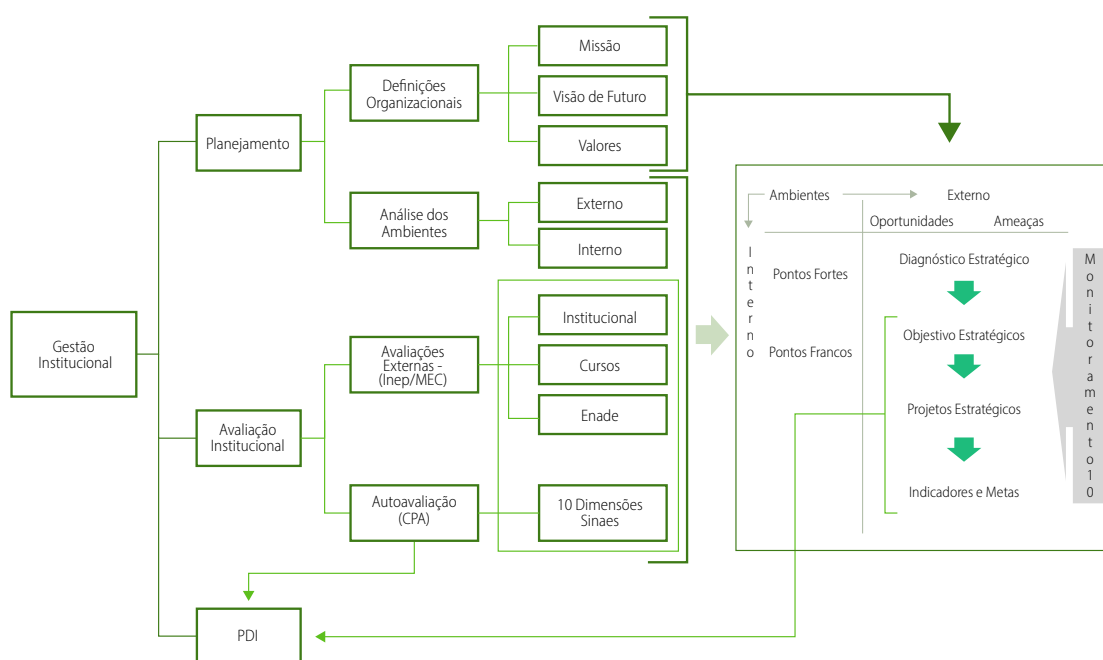 Gestão
Institucional
Planejamento
Definições
Organizacionais
Missão
Visão de Futuro
Valores
Análise dos
Ambientes
Externo
Interno
Avaliação
Institucional
Avaliações
Externas -
(Inep/MEC)
Institucional
Cursos
Enade
Autoavaliação
(CPA)
10 Dimensões
Sinaes
PDI
Ambientes
Externo
Oportunidades
Ameaças
Interno
Pontos Fortes
Pontos Francos
Diagnóstico Estratégico
Objetivo Estratégicos
Projetos Estratégicos
Indicadores e Metas
Monitoramento10